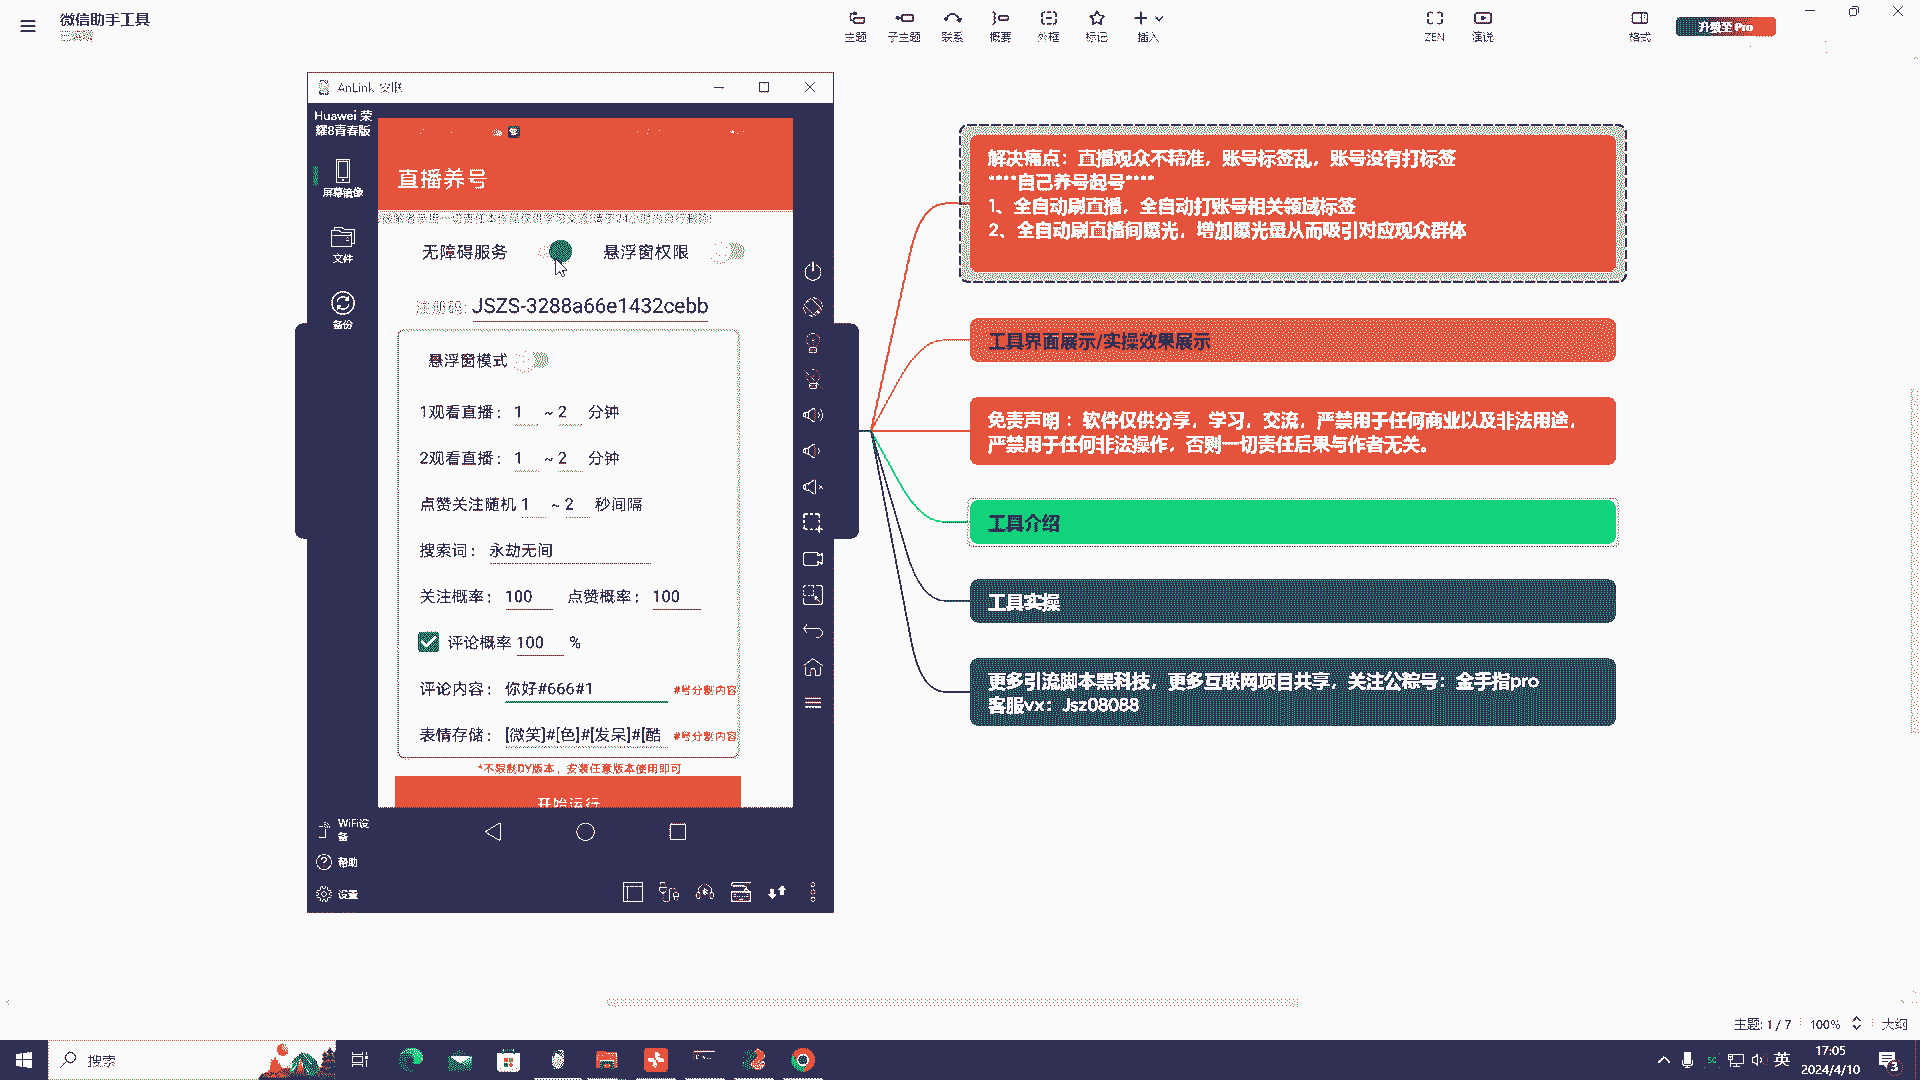 微信助手工具
主题
子主题
联系
概要
外框
标记
插入
ZEN
演说
格式
升级至 Pro
AnLink
Huawei 荣
耀8青春版
屏幕镜像
文件
备份
直播养号
无障碍服务
悬浮窗权限
注册码: JSZS-3288a66e1432cebb
悬浮窗模式
1观看直播： 1 ~ 2 分钟
2观看直播： 1 ~ 2 分钟
点赞关注随机 1 ~ 2 秒间隔
搜索词： 永劫无间
关注概率： 100 点赞概率： 100
评论概率 100 %
评论内容： 你好#666#1 #号分割内容
表情存储： [微笑]#[色]#[发呆]#[酷 #号分割内容
*不限制DY版本，安装任意版本使用即可
开始运行
WiFi设
备
帮助
设置
解决痛点：直播观众不精准，账号标签乱，账号没有打标签
****自己养号起号****
1、全自动刷直播，全自动打账号相关领域标签
2、全自动刷直播间曝光，增加曝光量从而吸引对应观众群体
工具界面展示/实操效果展示
免责声明：软件仅供分享，学习，交流，严禁用于任何商业以及非法用途，
严禁用于任何非法操作，否则一切责任后果与作者无关。
工具介绍
工具实操
更多引流脚本黑科技，更多互联网项目共享，关注公粽号：金手指pro
客服vx：Jsz08088
主题: 1 / 7
100%
大纲
搜索
英
17:05
2024/4/10
3